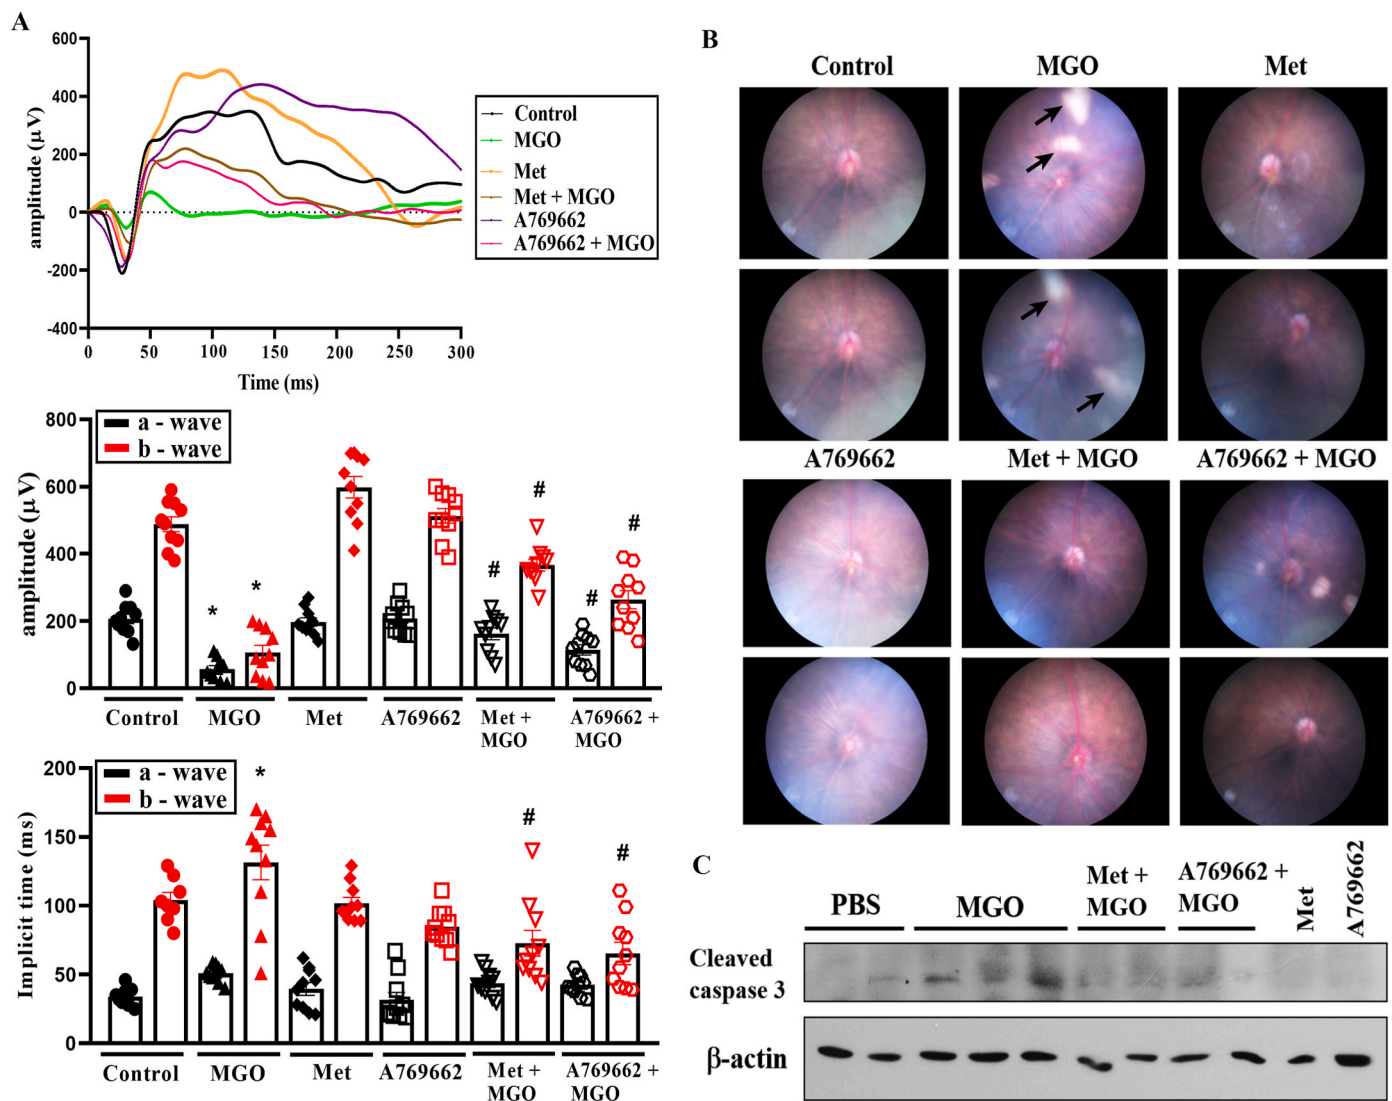 A
600
400
200
0
-200
-400
amplitude (μ V)
0 50 100 150 200 250 300
Time (ms)
Control
MGO
Met
Met + MGO
A769662
A769662 + MGO
a - wave
b - wave
800
600
400
200
0
amplitude (μ V)
* *
# # # #
Control MGO Met A769662 Met + MGO A769662 + MGO
a - wave
b - wave
200
150
100
50
0
Implicit time (ms)
*
# #
Control MGO Met A769662 Met + MGO A769662 + MGO
B
Control MGO Met
A769662 Met + MGO A769662 + MGO
C
PBS MGO Met + MGO A769662 + MGO Met A769662
Cleaved
caspase 3
β-actin